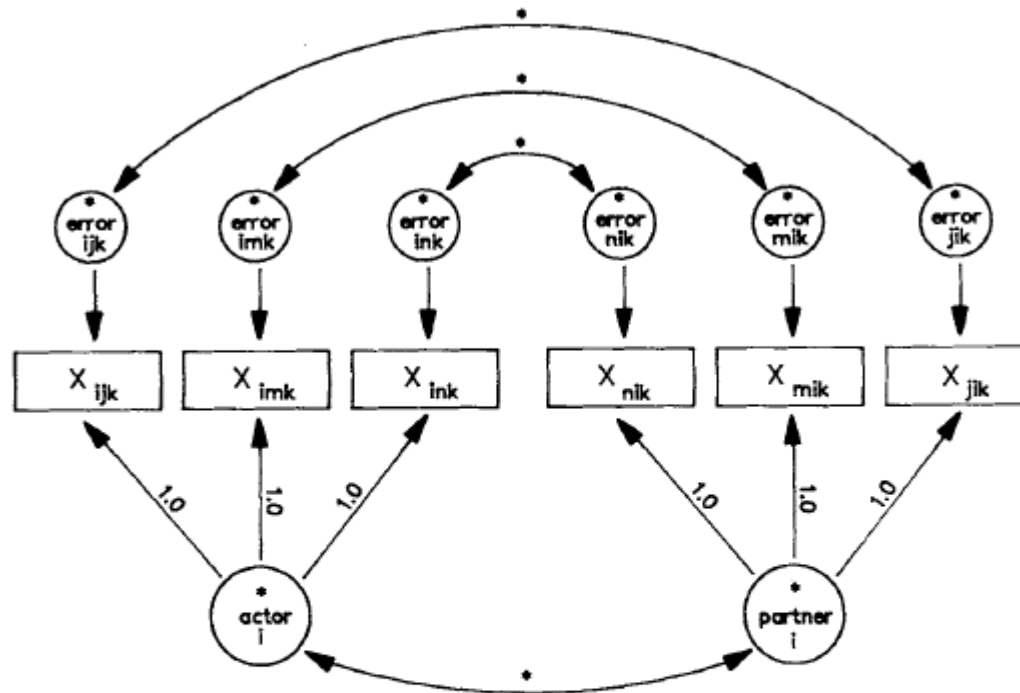 *
*
*
* * * * * *
error error error error error error
ijk imk ink nik mik jik
X ijk X imk X ink X nik X mik X jik
1.0 1.0 1.0 1.0 1.0 1.0
* *
actor partner
i i
*